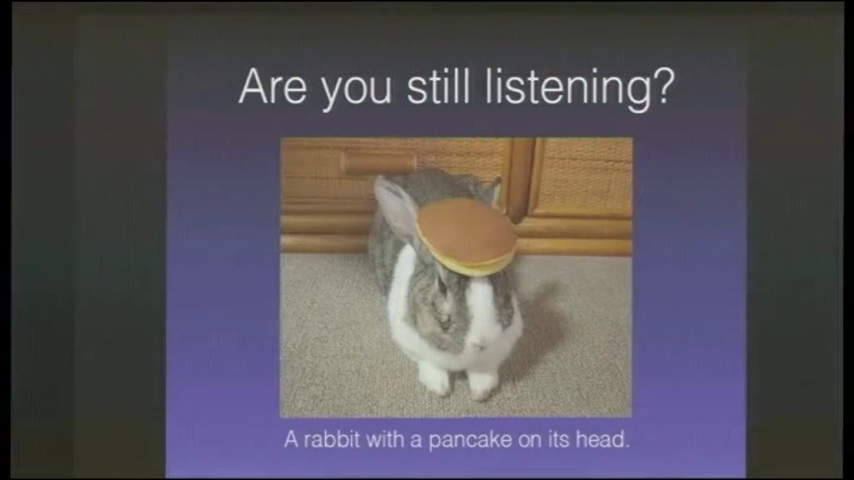 Are you still listening?
A rabbit with a pancake on its head.